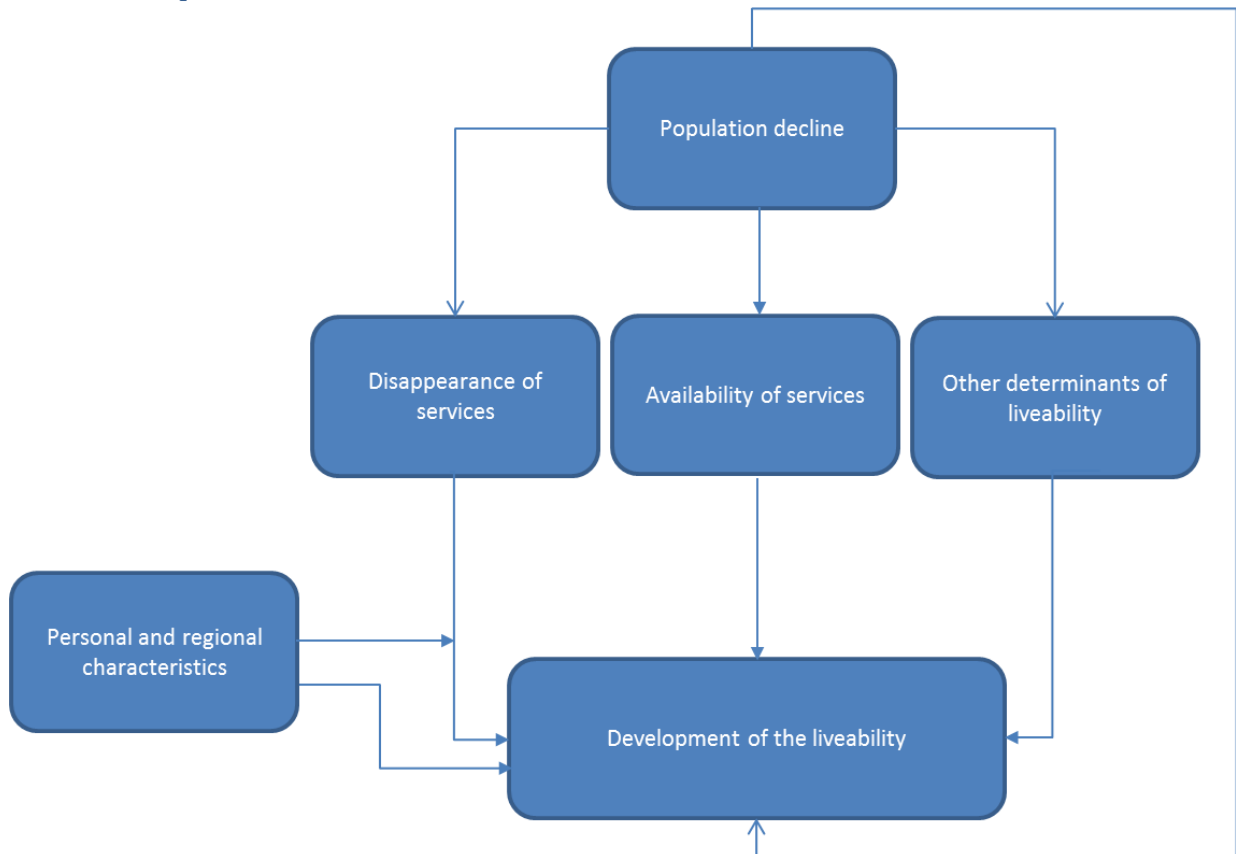 Population decline
Disappearance of
services
Availability of services
Other determinants of
liveability
Personal and regional
characteristics
Development of the liveability